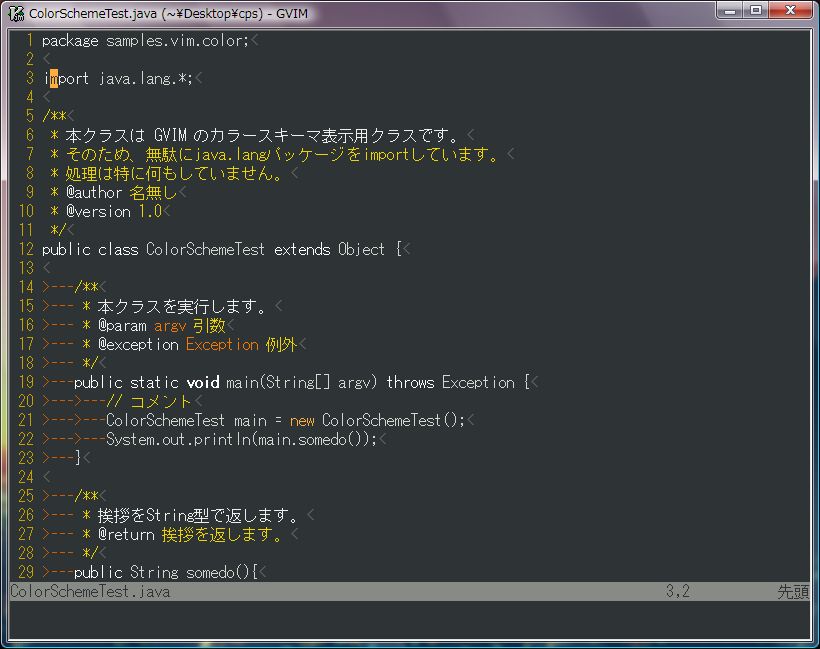 ColorSchemeTest.java (~¥Desktop¥cps) - GVIM
1 package samples.vim.color;<
2 <
3 import java.lang.*;<
4 <
5 /**<
6  * 本クラスは GVIM のカラースキーマ表示用クラスです。<
7  * そのため、無駄にjava.langパッケージをimportしています。<
8  * 処理は特に何もしていません。<
9  * @author 名無し<
10  * @version 1.0<
11  */<
12 public class ColorSchemeTest extends Object {<
13 <
14 >---/**<
15 >--- * 本クラスを実行します。<
16 >--- * @param argv 引数<
17 >--- * @exception Exception 例外<
18 >--- */<
19 >---public static void main(String[] argv) throws Exception {<
20 >--->---// コメント<
21 >--->---ColorSchemeTest main = new ColorSchemeTest();<
22 >--->---System.out.println(main.somedo());<
23 >---}<
24 <
25 >---/**<
26 >--- * 挨拶をString型で返します。<
27 >--- * @return 挨拶を返します。<
28 >--- */<
29 >---public String somedo(){<
ColorSchemeTest.java 3,2 先頭